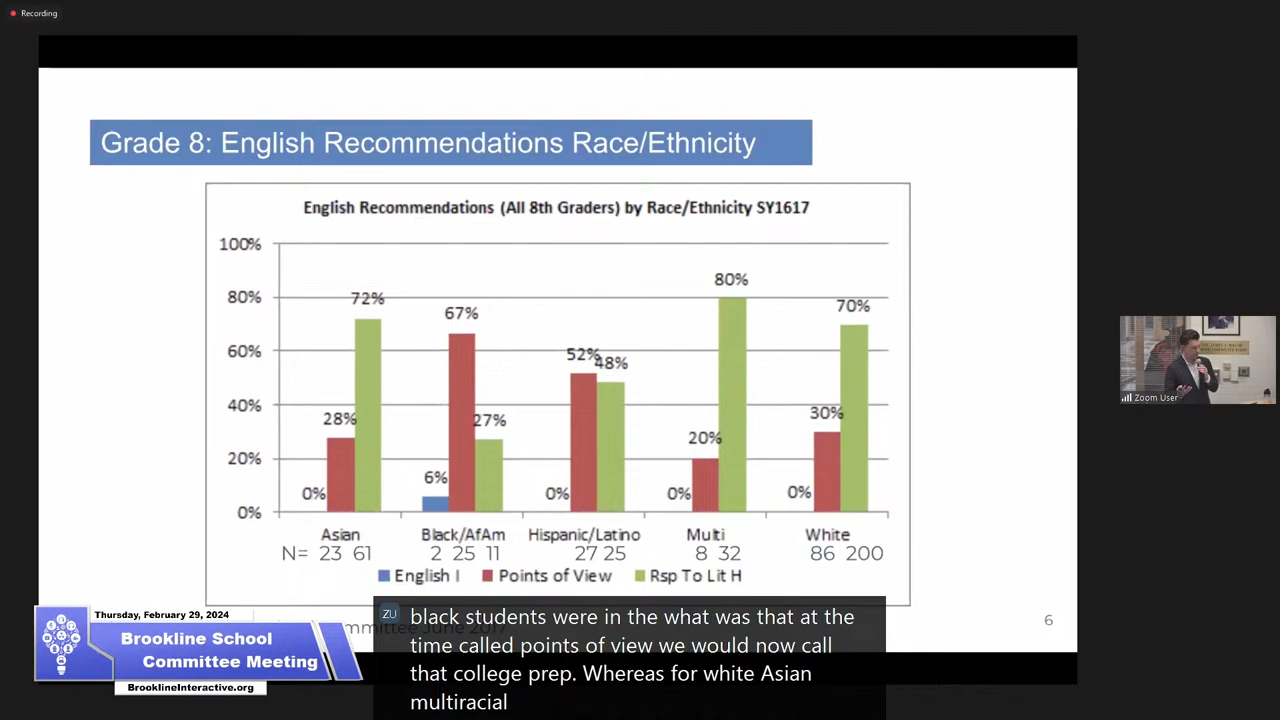 Recording
Grade 8: English Recommendations Race/Ethnicity
English Recommendations (All 8th Graders) by Race/Ethnicity SY1617
100%
80%
60%
40%
20%
0%
0% 28% 72%
6% 67% 27%
0% 52% 48%
0% 20% 80%
0% 30% 70%
Asian Black/AfAm Hispanic/Latino Multi White
N= 23 61 2 25 11 27 25 8 32 86 200
English I Points of View Rsp To Lit H
6
Zoom User
Thursday, February 29, 2024
Brookline School
Committee Meeting
BrooklineInteractive.org
ZU
black students were in the what was that at the
time called points of view we would now call
that college prep. Whereas for white Asian
multiracial